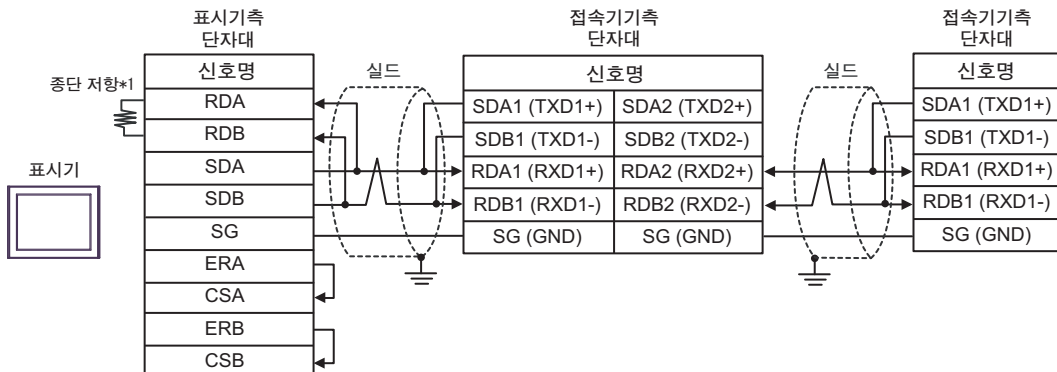 표시기측
단자대
접속기기측
단자대
접속기기측
단자대
종단 저항*1
신호명
실드
신호명
실드
신호명
RDA
SDA1 (TXD1+) SDA2 (TXD2+)
SDA1 (TXD1+)
RDB
SDB1 (TXD1-) SDB2 (TXD2-)
SDB1 (TXD1-)
표시기
SDA
RDA1 (RXD1+) RDA2 (RXD2+)
RDA1 (RXD1+)
SDB
RDB1 (RXD1-) RDB2 (RXD2-)
RDB1 (RXD1-)
SG
SG (GND) SG (GND)
SG (GND)
ERA
CSA
ERB
CSB